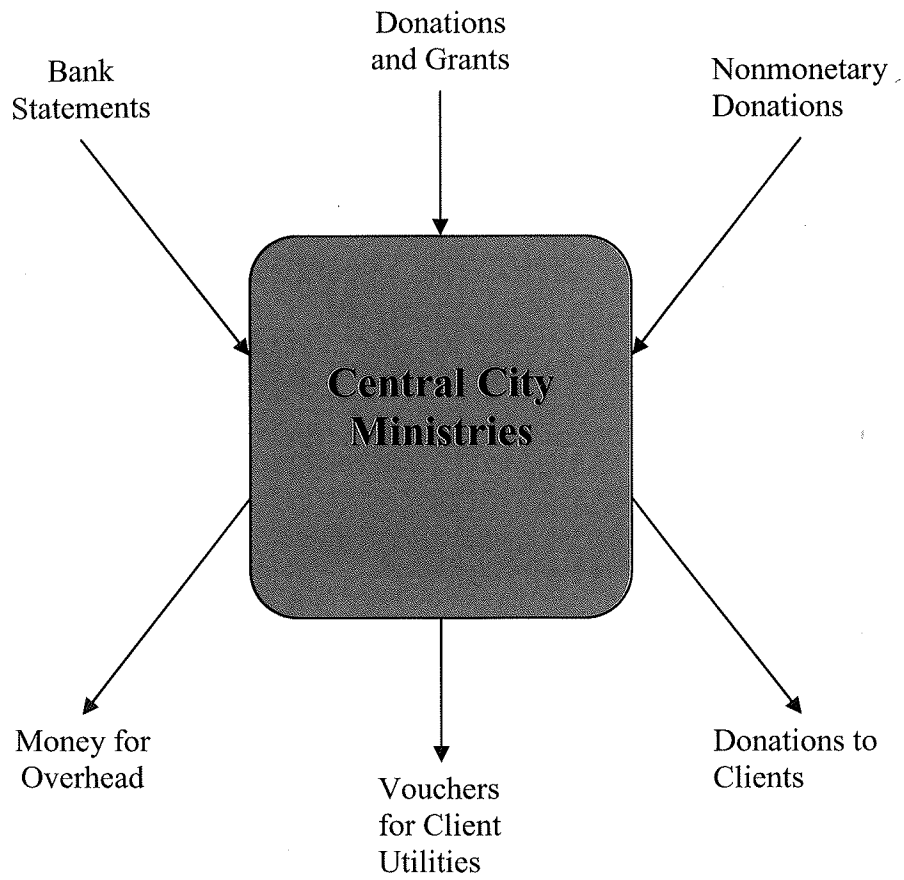 Donations
and Grants
Bank
Statements
Nonmonetary
Donations
Central City
Ministries
Money for
Overhead
Vouchers
for Client
Utilities
Donations to
Clients